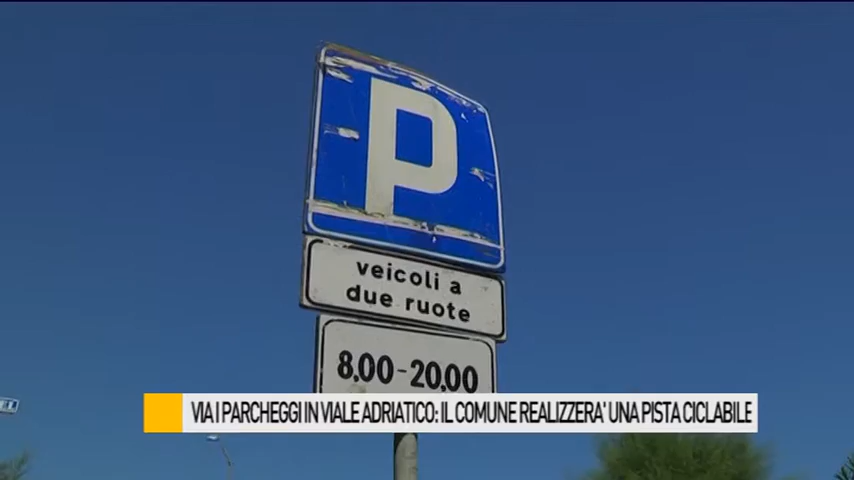 P
veicoli a
due ruote
8,00-20,00
VIA I PARCHEGGI IN VIALE ADRIATICO: IL COMUNE REALIZZERA' UNA PISTA CICLABILE